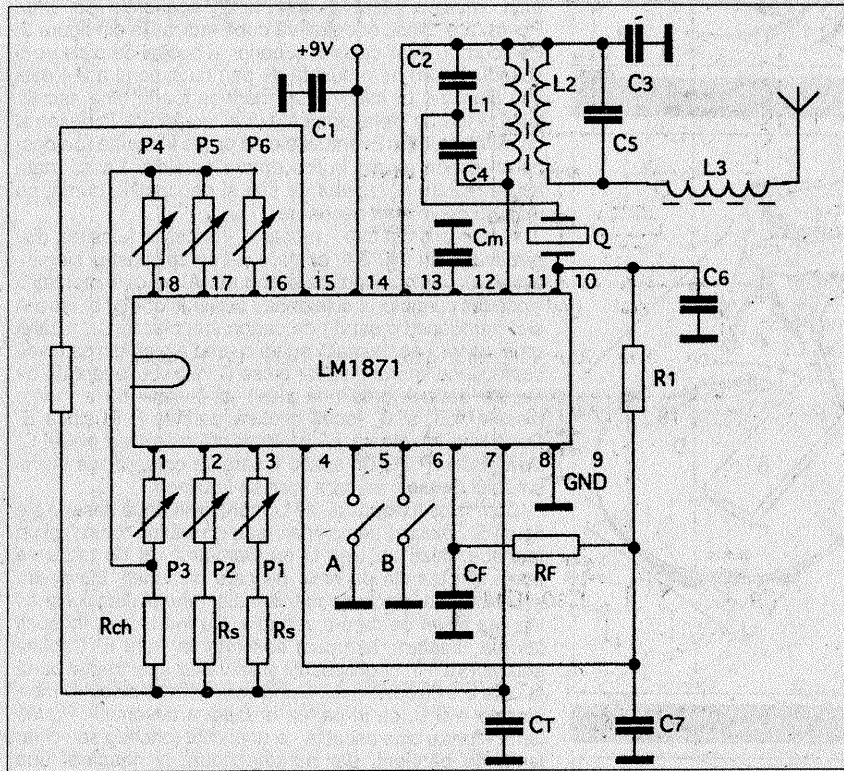 +9V
C2
L1
L2
C3
C1
C5
P4
P5
P6
C4
L3
Cm
Q
18
17
16
15
14
13
12
11
10
C6
LM1871
R1
1
2
3
4
5
6
7
8
9
GND
P3
P2
P1
A
B
CF
RF
Rch
Rs
Rs
CT
C7